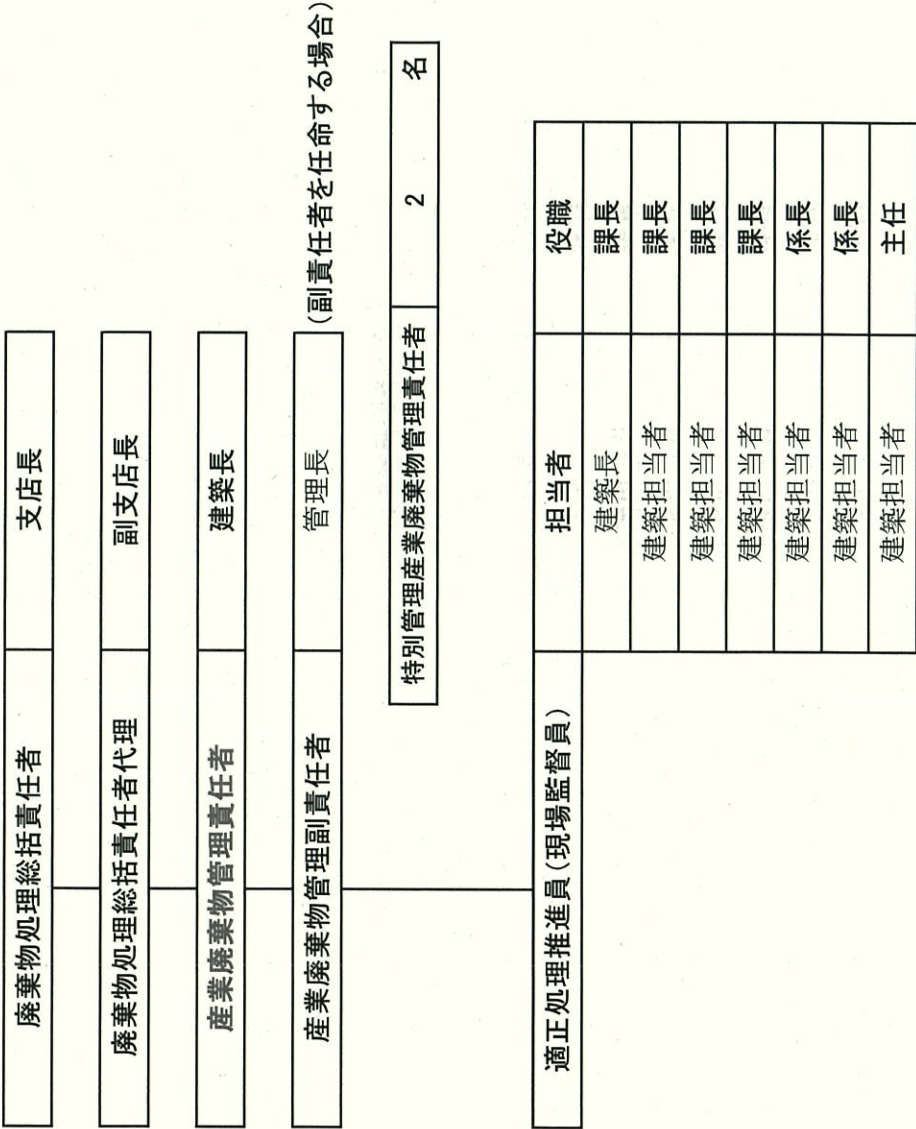 廃棄物処理総括責任者 支店長
廃棄物処理総括責任者代理 副支店長
産業廃棄物管理責任者 建築長
産業廃棄物管理副責任者 管理長 (副責任者を任命する場合)
特別管理産業廃棄物管理責任者 2 名
適正処理推進員(現場監督員) 担当者 役職
建築長 課長
建築担当者 課長
建築担当者 課長
建築担当者 課長
建築担当者 係長
建築担当者 係長
建築担当者 主任